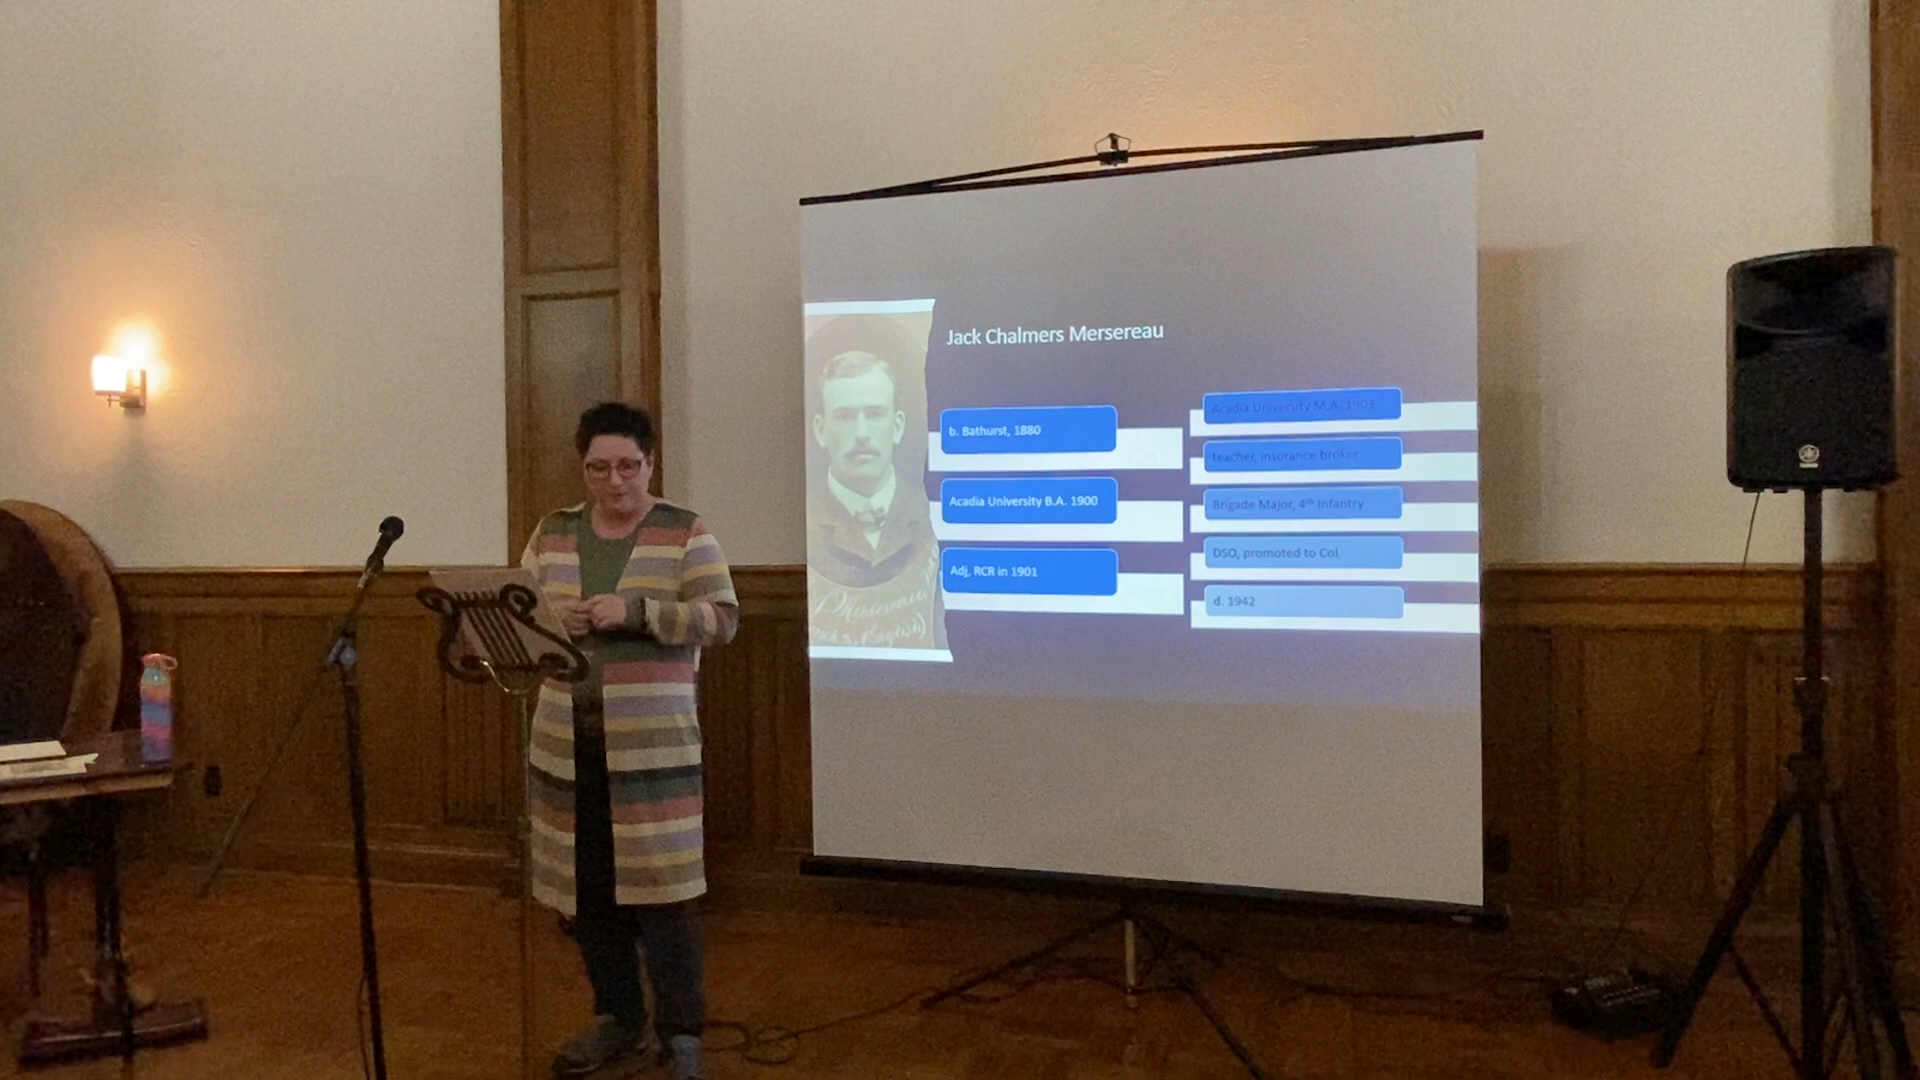 Jack Chalmers Mersereau
b. Bathurst, 1880
Acadia University B.A. 1900
Adj, RCR in 1901
Acadia University M.A. 1903
teacher, insurance broker
Brigade Major, 4th Infantry
DSO, promoted to Col.
d. 1942
English)